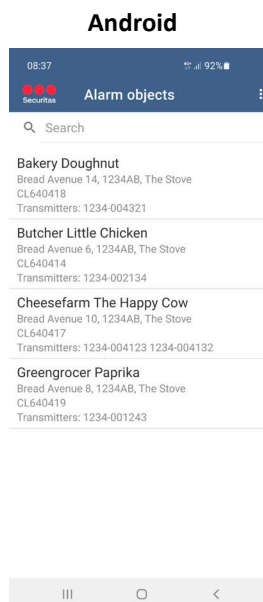 Android
08:37
92%
Securitas
Alarm objects
Search
Bakery Doughnut
Bread Avenue 14, 1234AB, The Stove
CL640418
Transmitters: 1234-004321
Butcher Little Chicken
Bread Avenue 6, 1234AB, The Stove
CL640414
Transmitters: 1234-002134
Cheesefarm The Happy Cow
Bread Avenue 10, 1234AB, The Stove
CL640417
Transmitters: 1234-004123 1234-004132
Greengrocer Paprika
Bread Avenue 8, 1234AB, The Stove
CL640419
Transmitters: 1234-001243